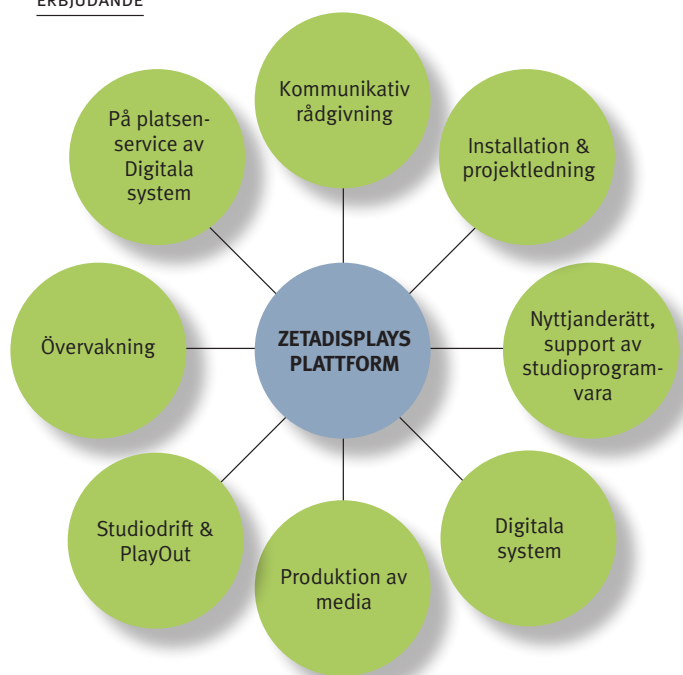 ERBJUDANDE
Kommunikativ
rådgivning
På platsen-
service av
Digitala
system
Installation &
projektledning
Övervakning
ZETADISPLAYS
PLATTFORM
Nyttjanderätt,
support av
studioprogram-
vara
Studiodrift &
PlayOut
Digitala
system
Produktion av
media